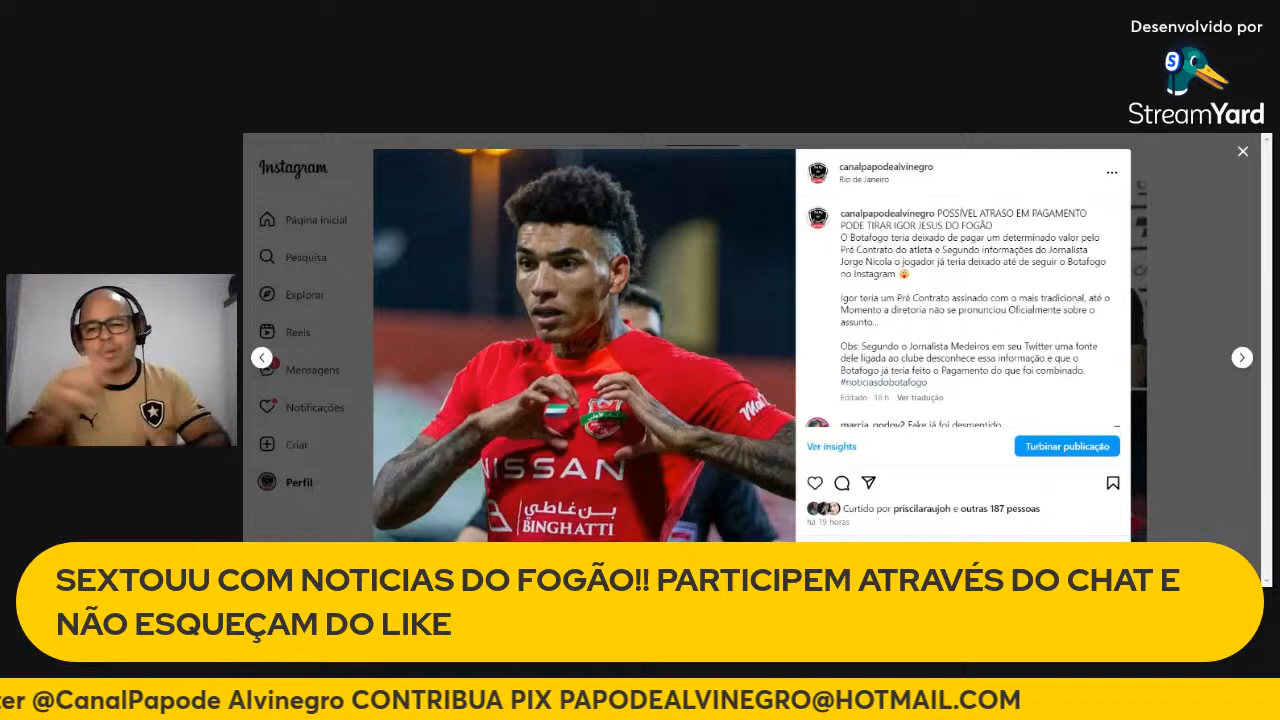 Desenvolvido por
StreamYard
Instagram
Página inicial
Pesquisa
Explorar
Reels
Mensagens
Notificações
Criar
Perfil
NISSAN
بن غاطي
BINGHATTI
canalpapodealvinegro
Rio de Janeiro
canalpapodealvinegro POSSÍVEL ATRASO EM PAGAMENTO
PODE TIRAR IGOR JESUS DO FOGÃO
O Botafogo teria deixado de pagar um determinado valor pelo
Pré Contrato do atleta e Segundo informações do Jornalista
Jorge Nicola o jogador já teria deixado até de seguir o Botafogo
no Instagram 😱
Igor teria um Pré Contrato assinado com o mais tradicional, até o
Momento a diretoria não se pronunciou Oficialmente sobre o
assunto...
Obs: Segundo o Jornalista Medeiros em seu Twitter uma fonte
dele ligada ao clube desconhece essa informação e que o
Botafogo já teria feito o Pagamento do que foi combinado.
#noticiasdobotafogo
Editado · 16 h Ver tradução
marcia_godoy2 Fake já foi desmentido
Ver insights
Turbinar publicação
Curtido por priscilaraujoh e outras 187 pessoas
há 19 horas
SEXTOUU COM NOTICIAS DO FOGÃO!! PARTICIPEM ATRAVÉS DO CHAT E
NÃO ESQUEÇAM DO LIKE
ter @CanalPapode Alvinegro CONTRIBUA PIX PAPODEALVINEGRO@HOTMAIL.COM